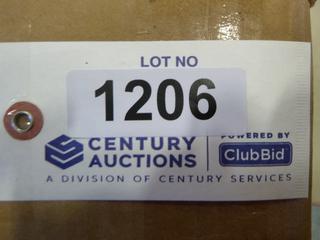 LOT NO
1206
CENTURY AUCTIONS
POWERED BY
ClubBid
A DIVISION OF CENTURY SERVICES